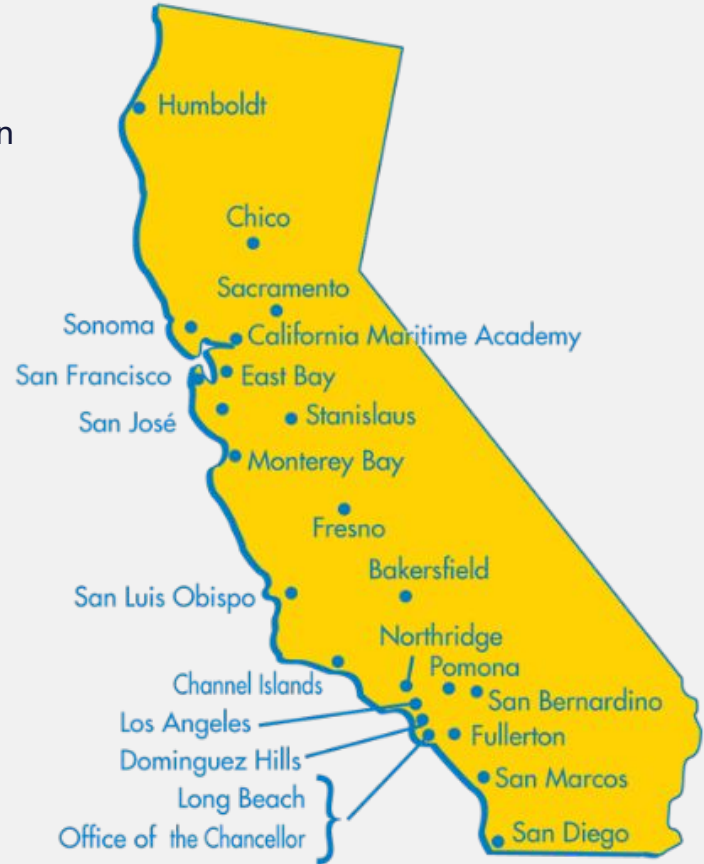 Humboldt
n
Chico
Sacramento
Sonoma
California Maritime Academy
San Francisco
East Bay
San José
Stanislaus
Monterey Bay
Fresno
Bakersfield
San Luis Obispo
Northridge
Pomona
Channel Islands
San Bernardino
Los Angeles
Fullerton
Dominguez Hills
San Marcos
Long Beach
Office of the Chancellor
San Diego